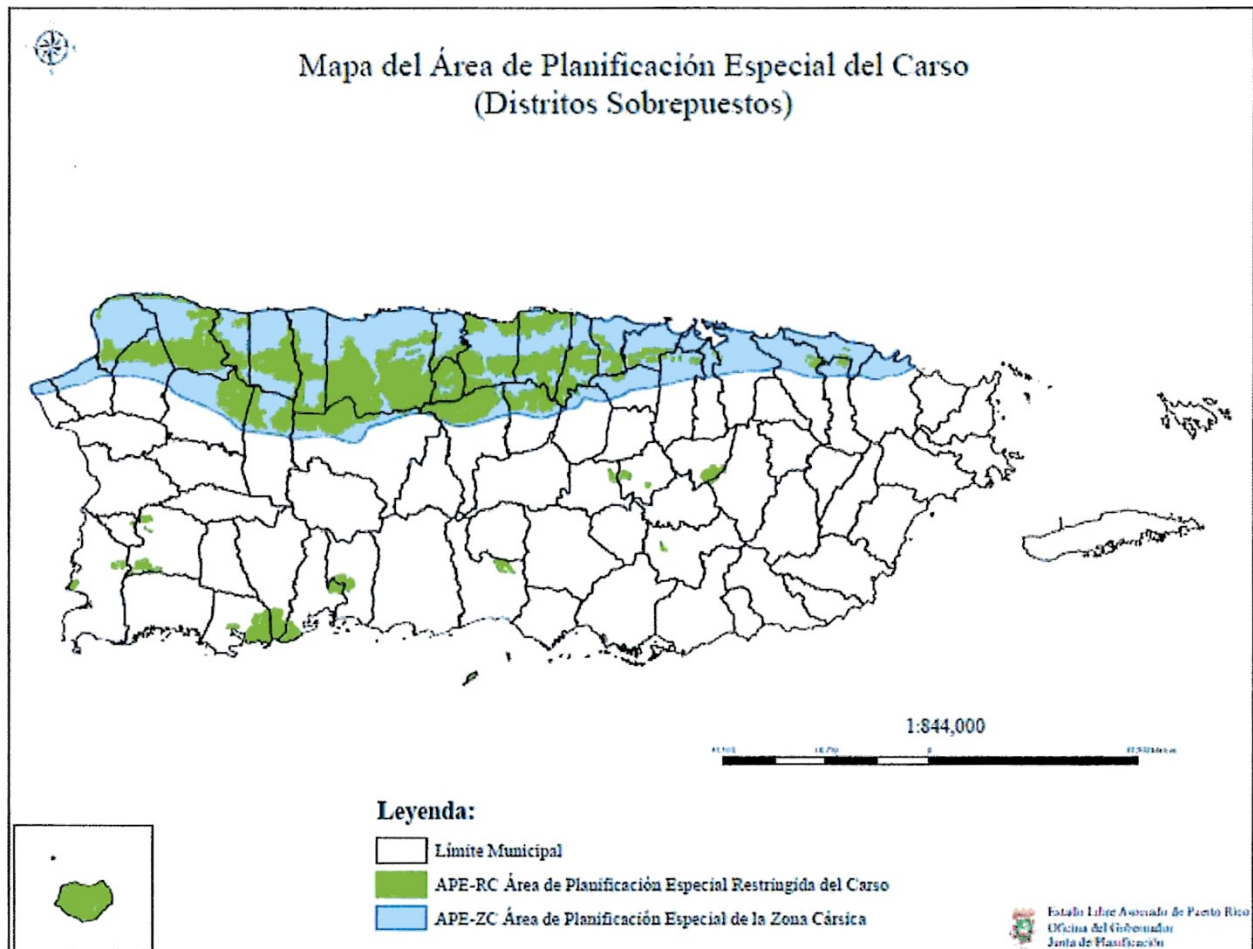 Mapa del Área de Planificación Especial del Carso
(Distritos Sobrepuestos)
1:844,000
0
Leyenda:
Límite Municipal
APE-RC Área de Planificación Especial Restringida del Carso
APE-ZC Área de Planificación Especial de la Zona Cársica
Estado Libre Asociado de Puerto Rico
Oficina del Gobernador
Junta de Planificación